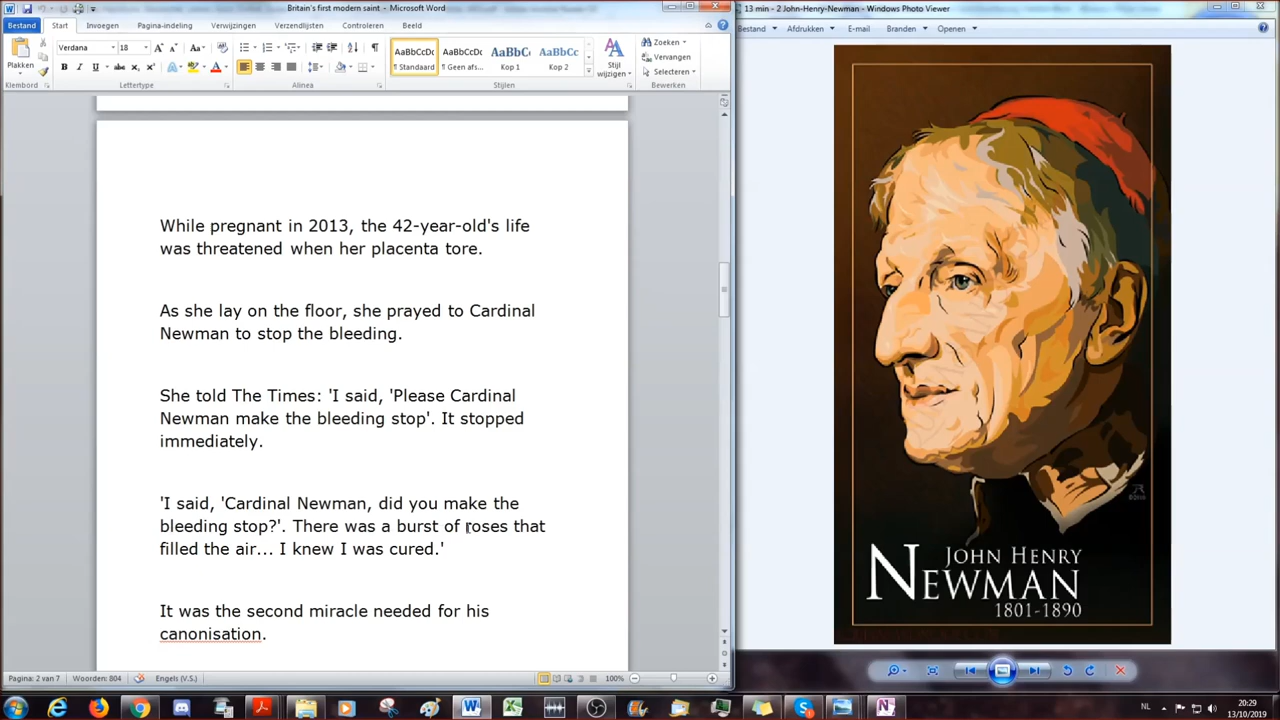 Britain's first modern saint - Microsoft Word
Bestand Start Invoegen Pagina-indeling Verwijzingen Verzendlijsten Controleren Beeld
Plakken
Klembord
Verdana 18
Lettertype
Alinea
AaBbCcDc AaBbCcDc AaBbC AaBbCc
Standaard Geen afs... Kop 1 Kop 2
Stijl wijzigen
Stijlen
Zoeken
Vervangen
Selecteren
Bewerken
While pregnant in 2013, the 42-year-old's life
was threatened when her placenta tore.
As she lay on the floor, she prayed to Cardinal
Newman to stop the bleeding.
She told The Times: 'I said, 'Please Cardinal
Newman make the bleeding stop'. It stopped
immediately.
'I said, 'Cardinal Newman, did you make the
bleeding stop?'. There was a burst of roses that
filled the air... I knew I was cured.'
It was the second miracle needed for his
canonisation.
Pagina: 2 van 7 Woorden: 804 Engels (V.S.) 100%
13 min - 2 John-Henry-Newman - Windows Photo Viewer
Bestand Afdrukken E-mail Branden Openen
JOHN HENRY
NEWMAN
1801-1890
NL
20:29
13/10/2019